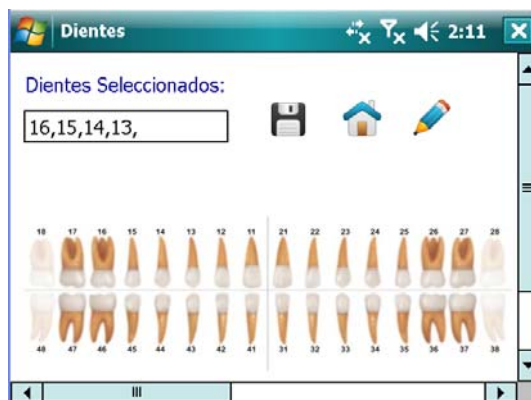 Dientes 2:11
Dientes Seleccionados:
16,15,14,13,
18 17 16 15 14 13 12 11 21 22 23 24 25 26 27 28
48 47 46 45 44 43 42 41 31 32 33 34 35 36 37 38